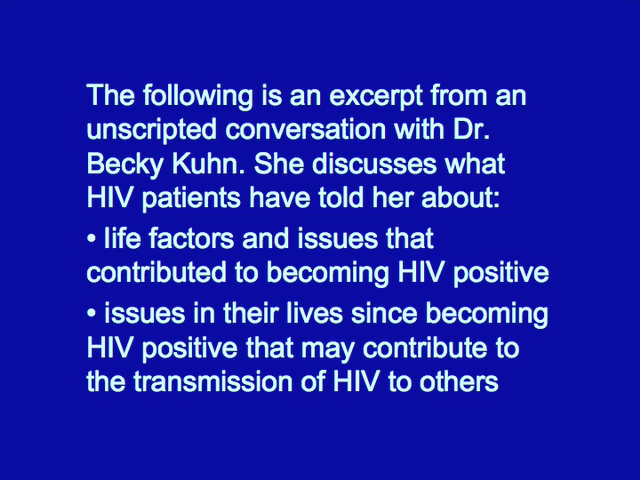 The following is an excerpt from an
unscripted conversation with Dr.
Becky Kuhn. She discusses what
HIV patients have told her about:
• life factors and issues that
contributed to becoming HIV positive
• issues in their lives since becoming
HIV positive that may contribute to
the transmission of HIV to others